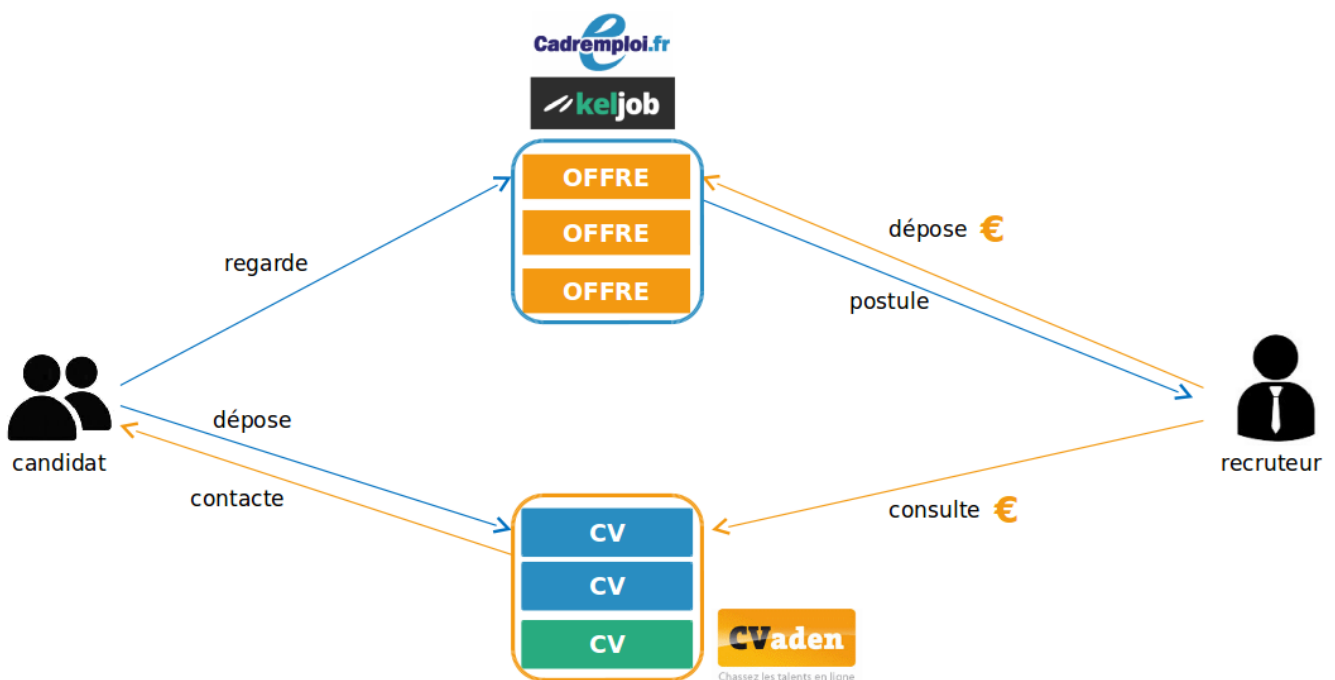 Cadremploi.fr
keljob
OFFRE
OFFRE
OFFRE
regarde
dépose €
postule
candidat
recruteur
dépose
contacte
consulte €
CV
CV
CV
CVaden
Chassez les talents en ligne